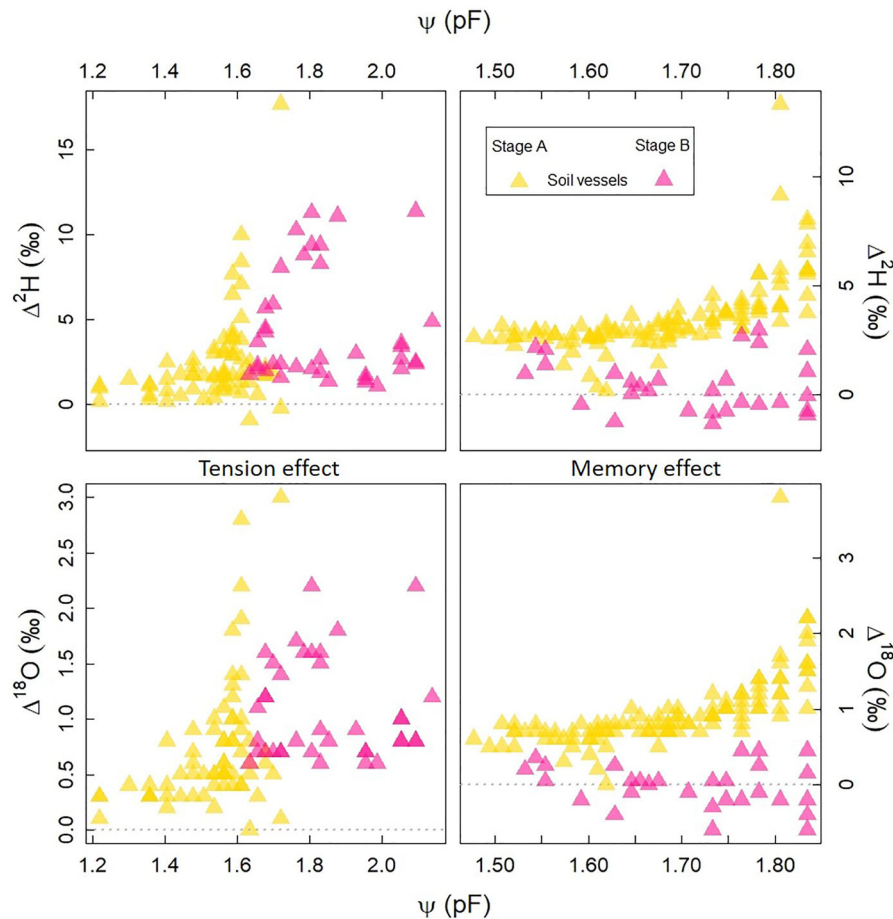 ψ (pF)
1.2 1.4 1.6 1.8 2.0 1.50 1.60 1.70 1.80
Stage A Stage B
Soil vessels
Δ²H (‰)
15
10
5
0
Δ²H (‰)
10
5
0
Tension effect Memory effect
Δ¹⁸O (‰)
3.0
2.5
2.0
1.5
1.0
0.5
0.0
Δ¹⁸O (‰)
3
2
1
0
1.2 1.4 1.6 1.8 2.0 1.50 1.60 1.70 1.80
ψ (pF)